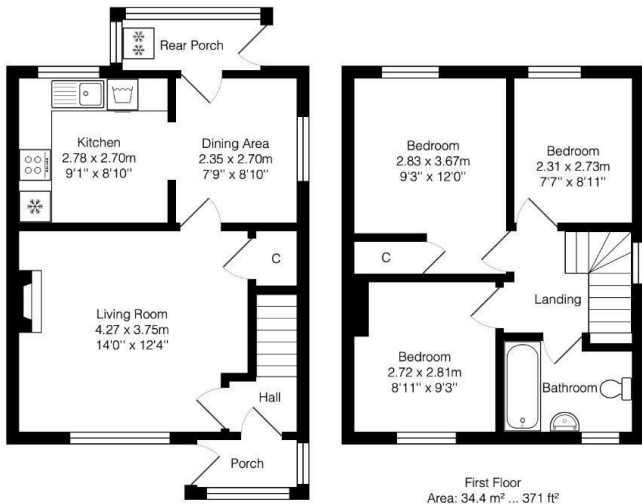 Rear Porch
Kitchen
2.78 x 2.70m
9'1'' x 8'10''
Dining Area
2.35 x 2.70m
7'9'' x 8'10''
C
Living Room
4.27 x 3.75m
14'0'' x 12'4''
Hall
Porch
Bedroom
2.83 x 3.67m
9'3'' x 12'0''
Bedroom
2.31 x 2.73m
7'7'' x 8'11''
C
Landing
Bedroom
2.72 x 2.81m
8'11'' x 9'3''
Bathroom
First Floor
Area: 34.4 m² ... 371 ft²